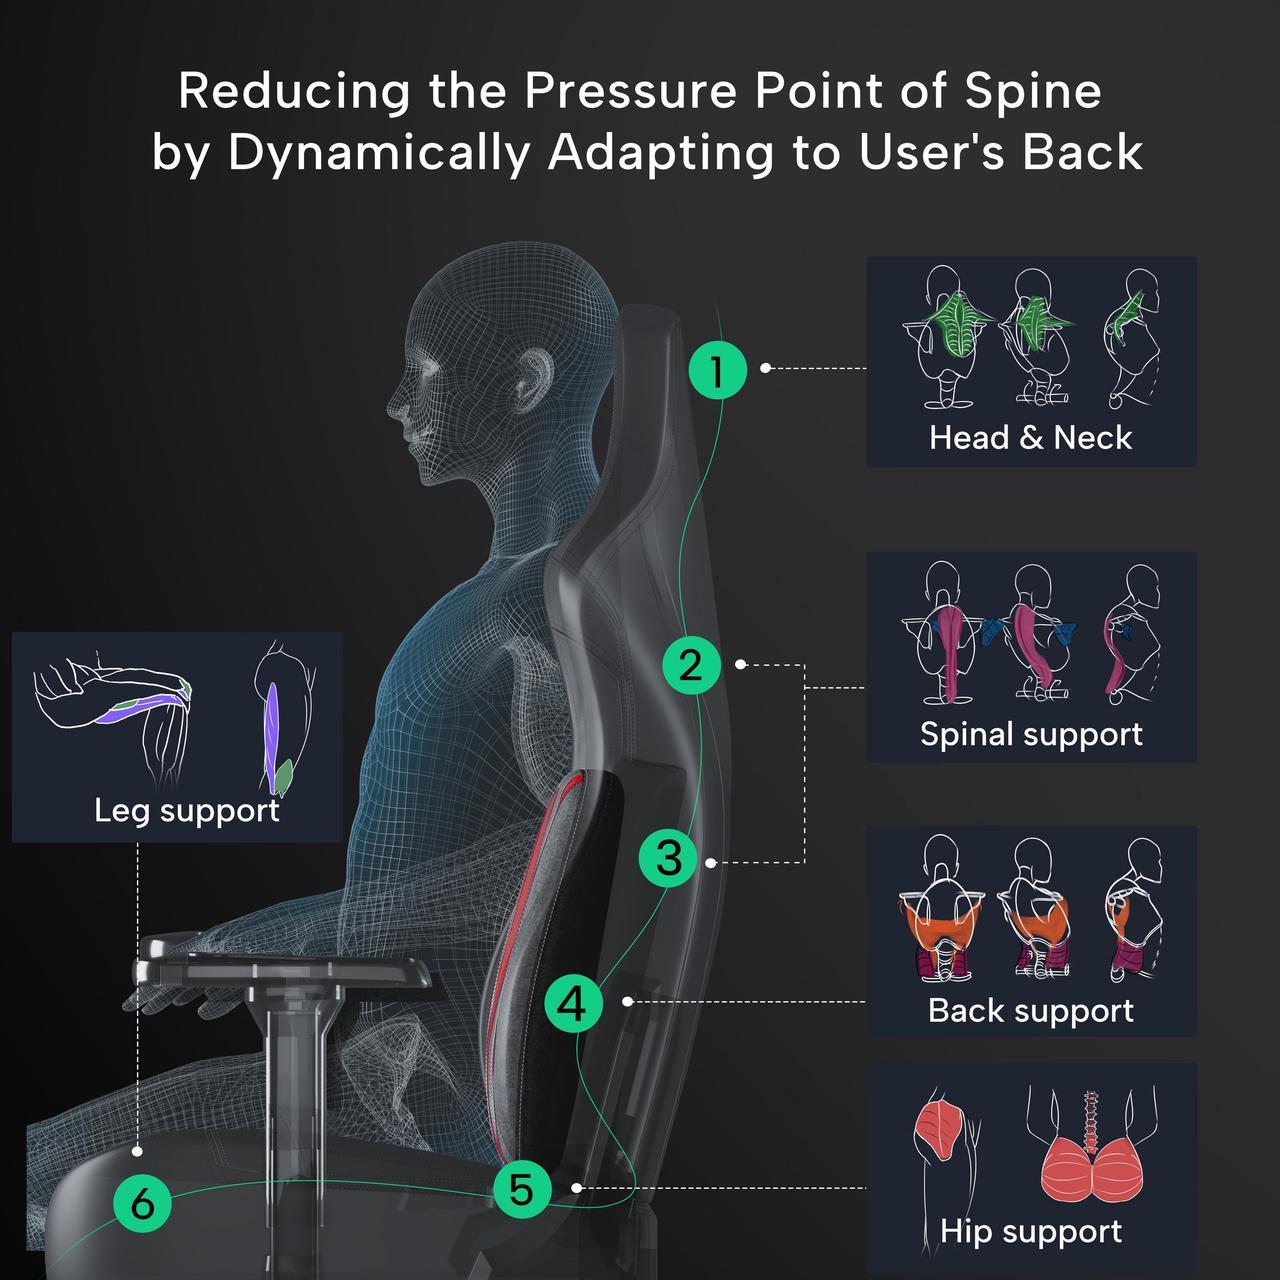 Reducing the Pressure Point of Spine
by Dynamically Adapting to User's Back
1
Head & Neck
2
Spinal support
Leg support
3
4
Back support
5
6
Hip support